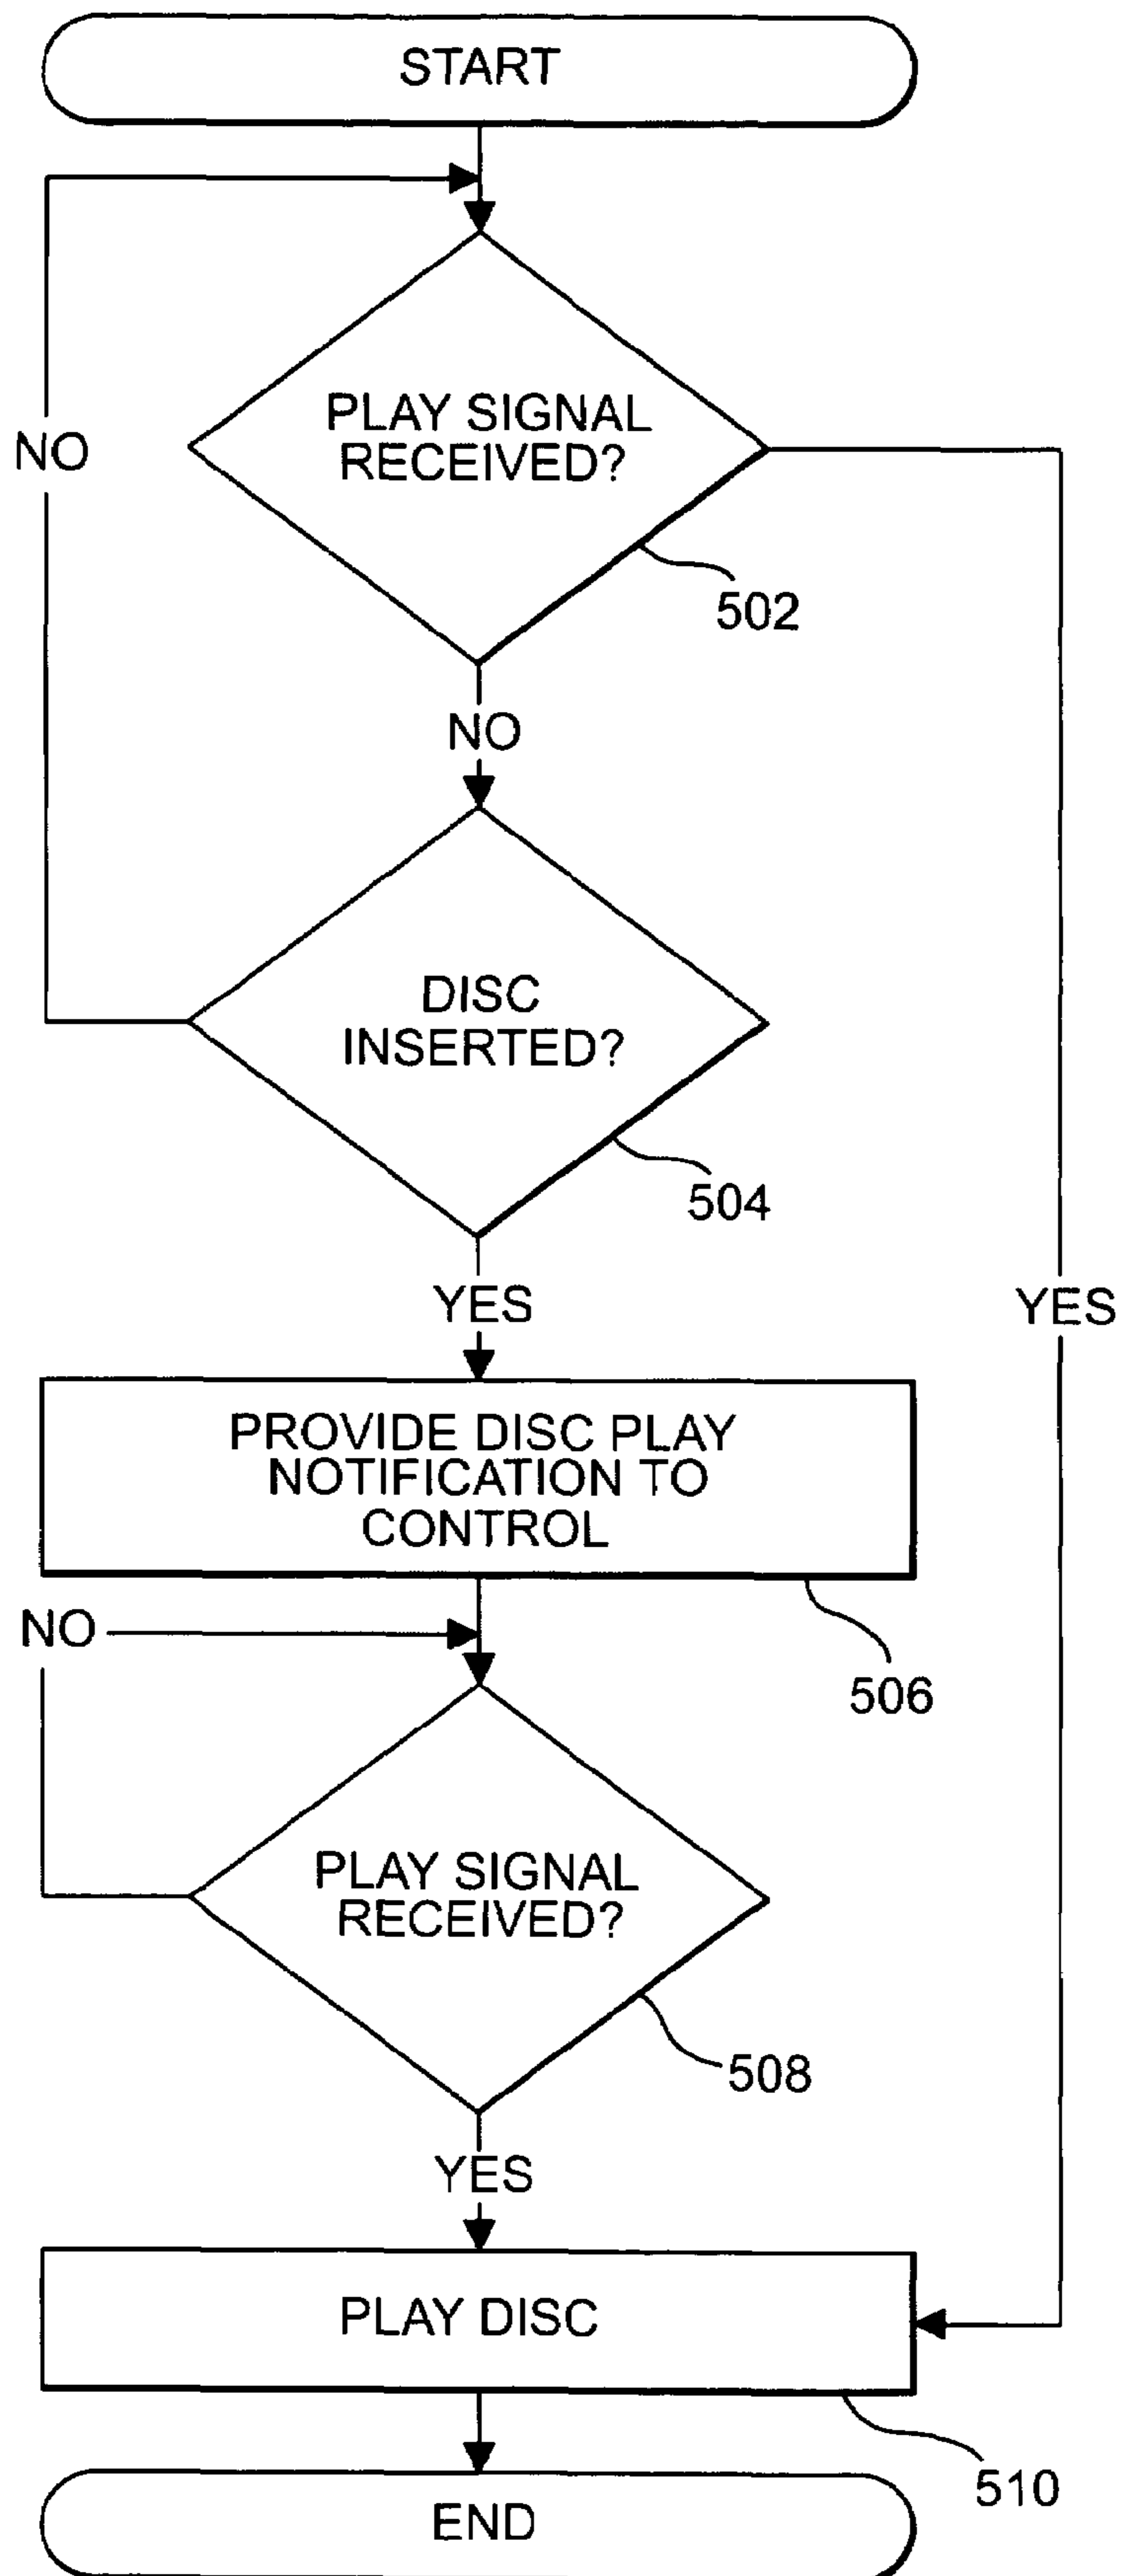 START
NO
PLAY SIGNAL
RECEIVED?
502
NO
DISC
INSERTED?
504
YES
YES
PROVIDE DISC PLAY
NOTIFICATION TO
CONTROL
NO
506
PLAY SIGNAL
RECEIVED?
508
YES
PLAY DISC
510
END